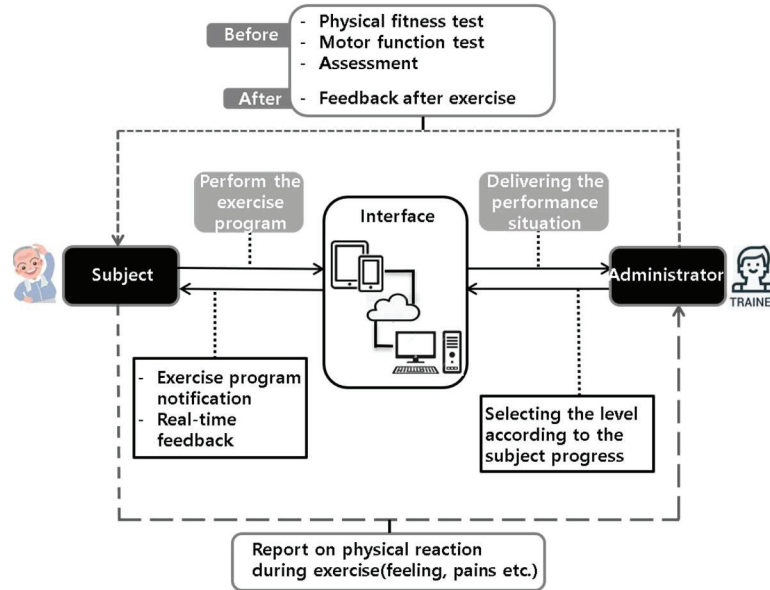 Before
- Physical fitness test
- Motor function test
- Assessment
After
- Feedback after exercise
Perform the
exercise
program
Delivering the
performance
situation
Interface
Subject
Administrator
TRAINE
- Exercise program
notification
- Real-time
feedback
Selecting the level
according to the
subject progress
Report on physical reaction
during exercise(feeling, pains etc.)